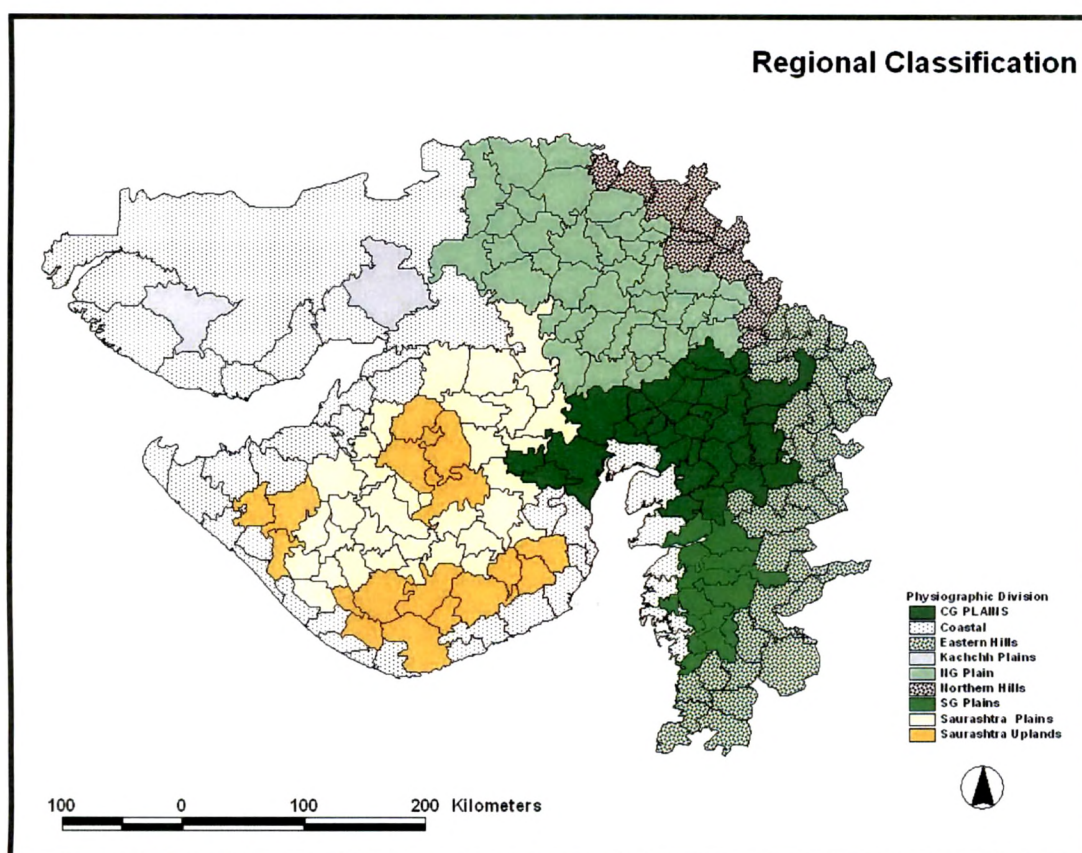 Regional Classification
Physiographic Division
CG PLAIIIS
Coastal
Eastern Hills
Kachchh Plains
NG Plain
Northern Hills
SG Plains
Saurashtra Plains
Saurashtra Uplands
100 0 100 200 Kilometers